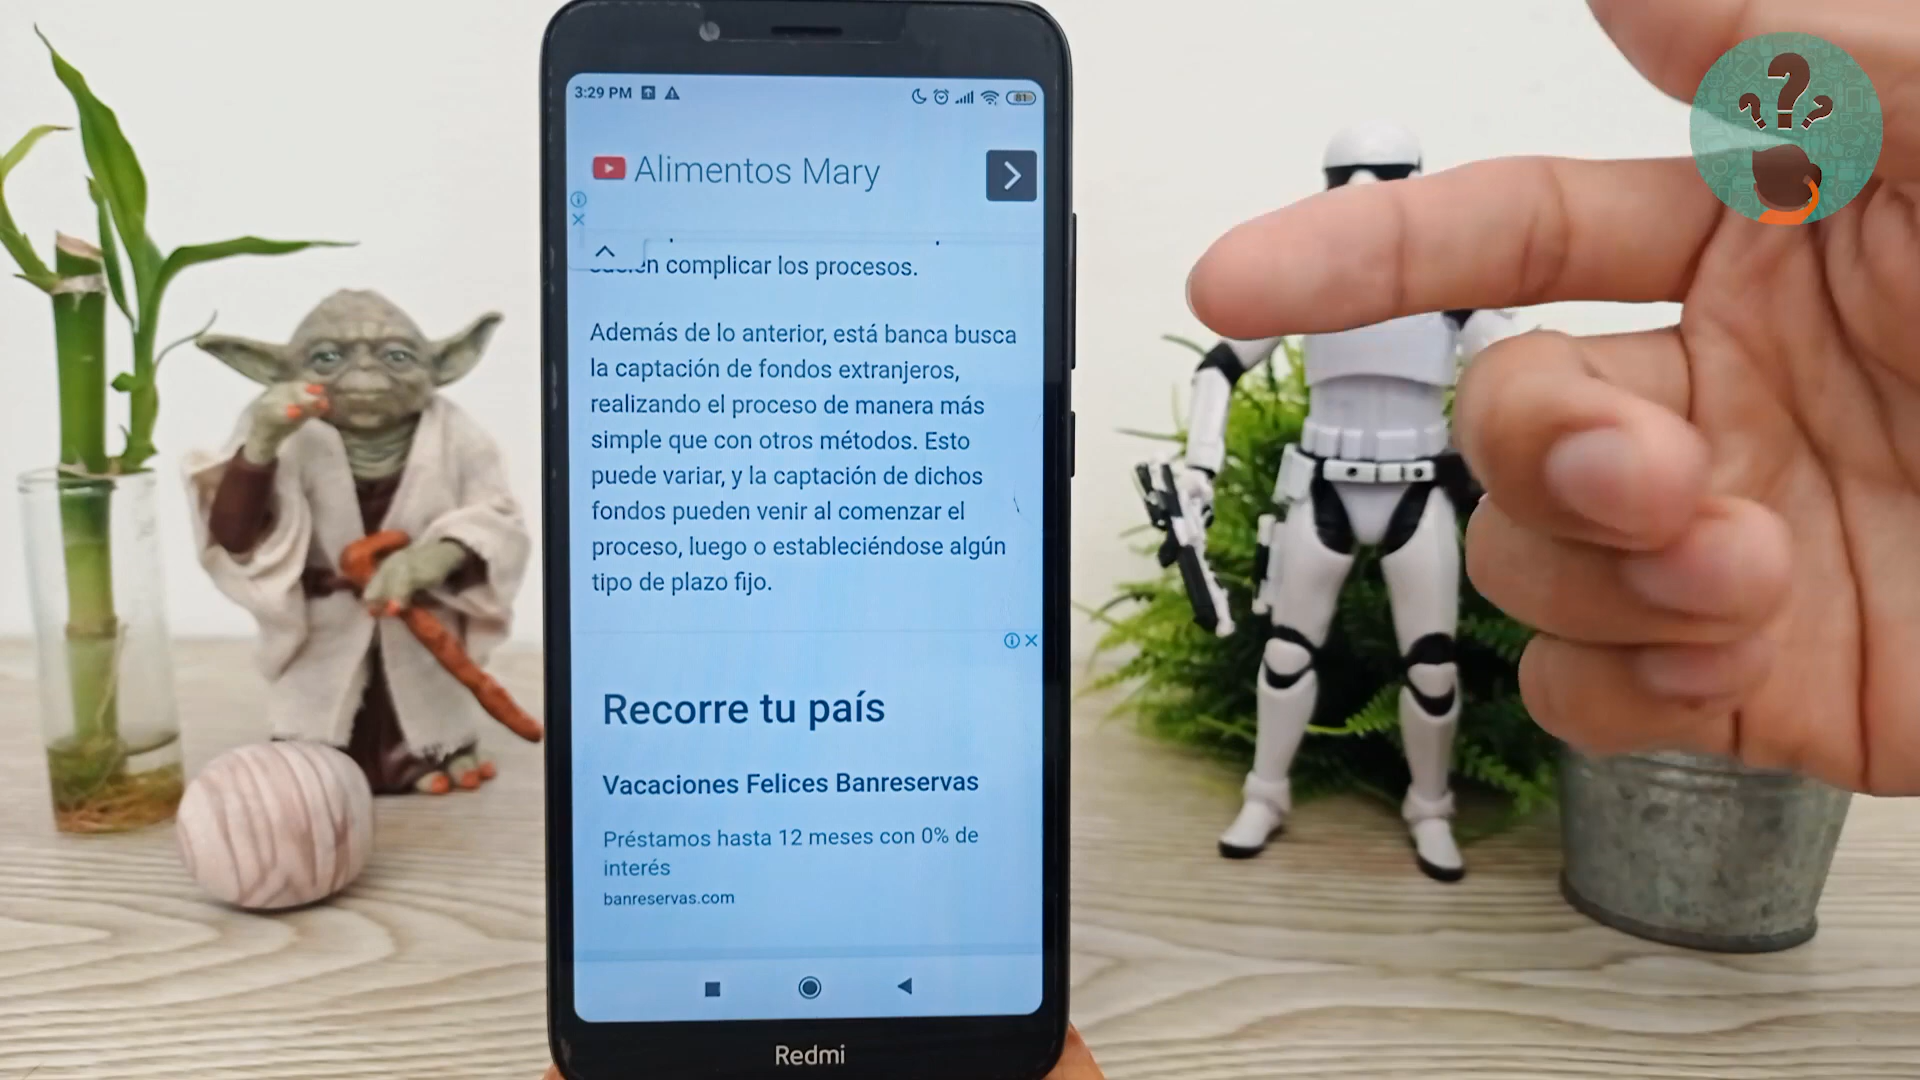 3:29 PM
81
Alimentos Mary
complicar los procesos.
Además de lo anterior, está banca busca
la captación de fondos extranjeros,
realizando el proceso de manera más
simple que con otros métodos. Esto
puede variar, y la captación de dichos
fondos pueden venir al comenzar el
proceso, luego o estableciéndose algún
tipo de plazo fijo.
Recorre tu país
Vacaciones Felices Banreservas
Préstamos hasta 12 meses con 0% de
interés
banreservas.com
Redmi
???